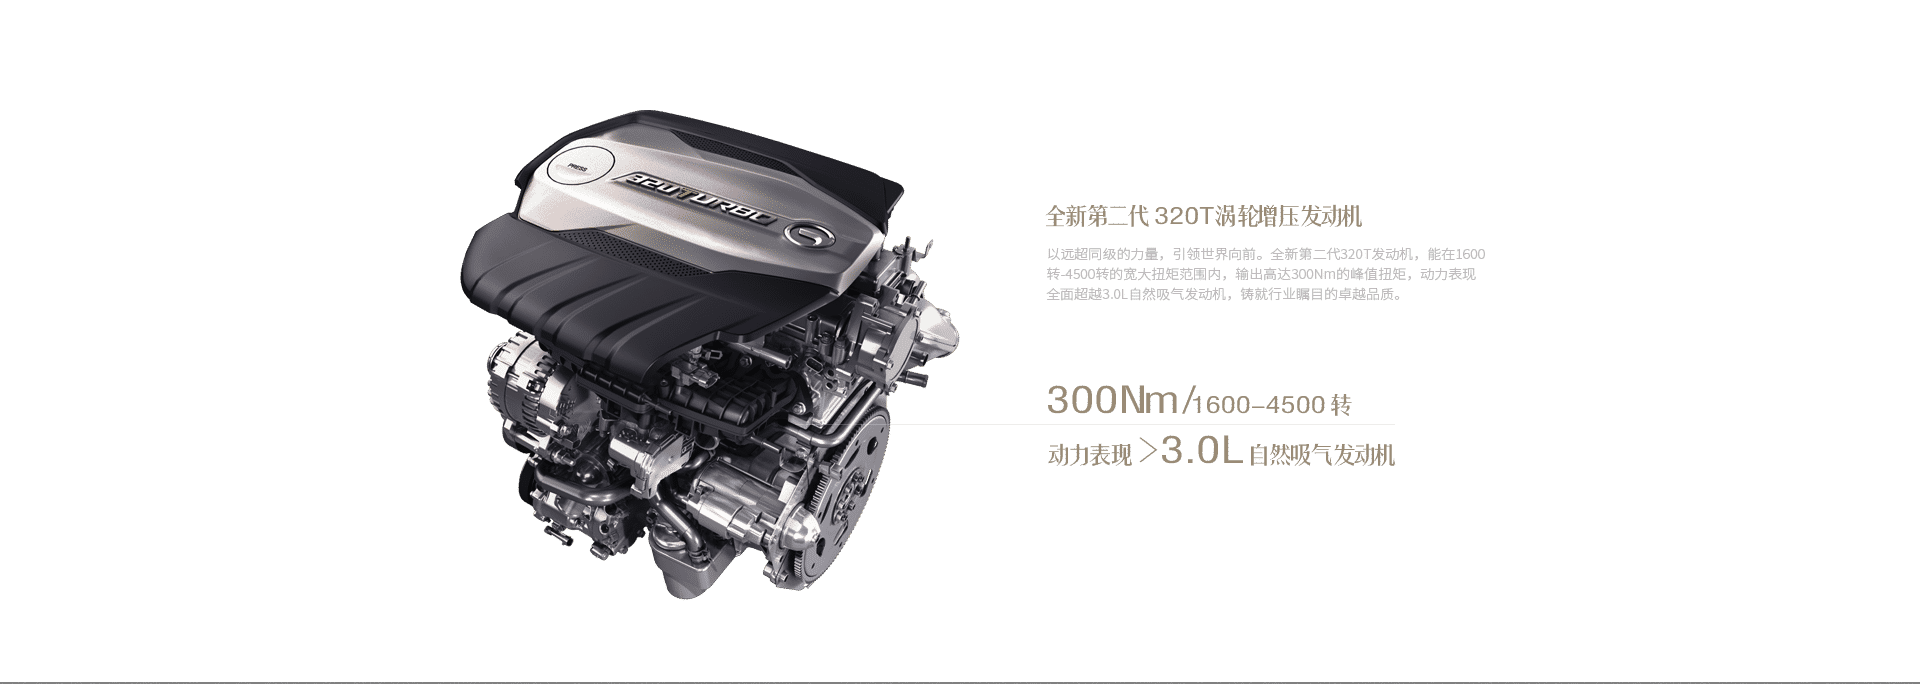 PRESS
320TURBO
全新第二代 320T涡轮增压发动机
以远超同级的力量，引领世界向前。全新第二代320T发动机，能在1600
转-4500转的宽大扭矩范围内，输出高达300Nm的峰值扭矩，动力表现
全面超越3.0L自然吸气发动机，铸就行业瞩目的卓越品质。
300Nm/1600-4500 转
动力表现 >3.0L 自然吸气发动机